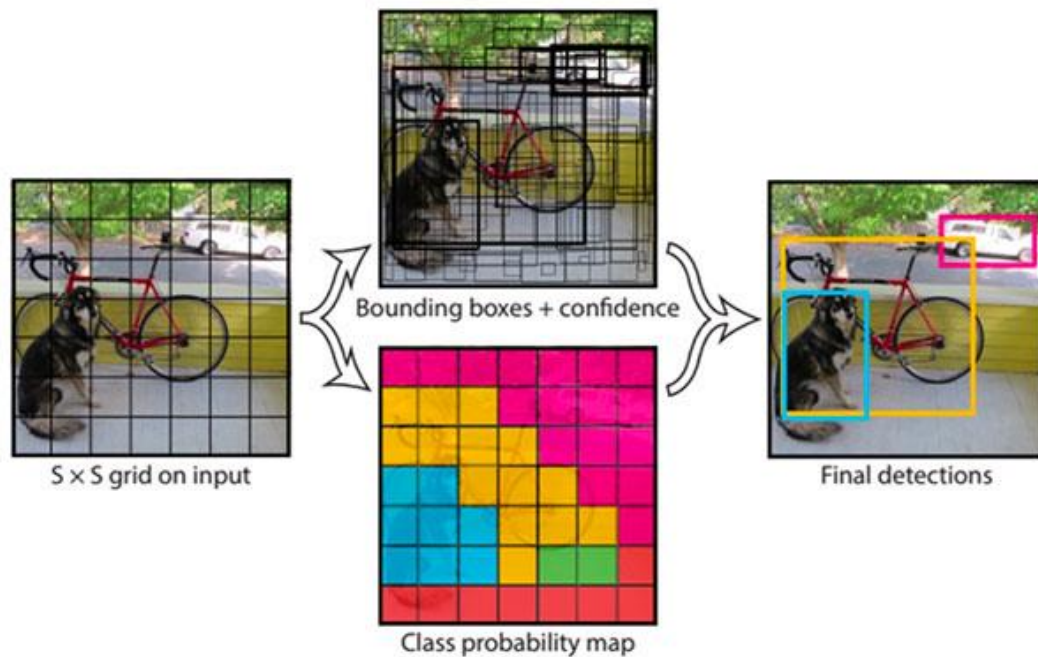 Bounding boxes + confidence
S × S grid on input
Final detections
Class probability map